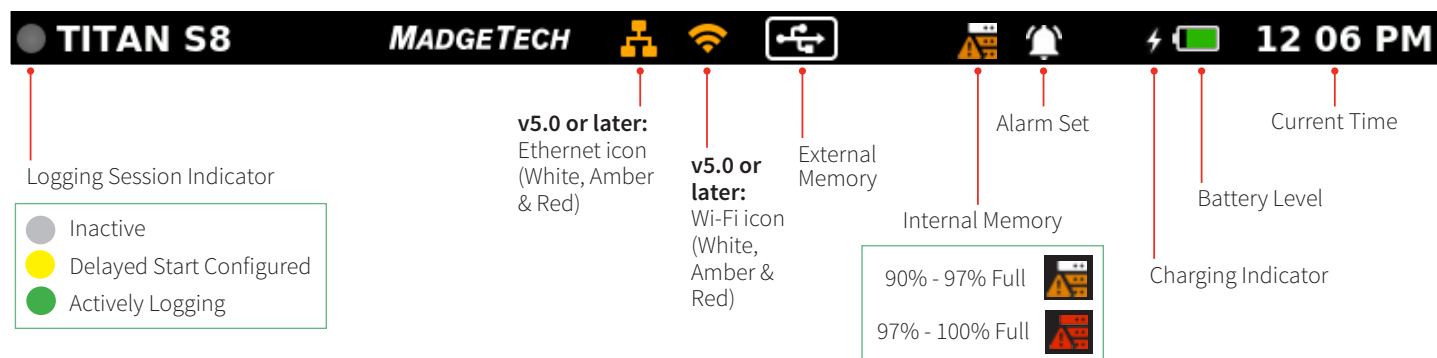 TITAN S8
MADGETECH
12 06 PM
v5.0 or later:
Ethernet icon
(White, Amber
& Red)
v5.0 or
later:
Wi-Fi icon
(White,
Amber &
Red)
External
Memory
Alarm Set
Current Time
Logging Session Indicator
Inactive
Delayed Start Configured
Actively Logging
Internal Memory
90% - 97% Full
97% - 100% Full
Battery Level
Charging Indicator